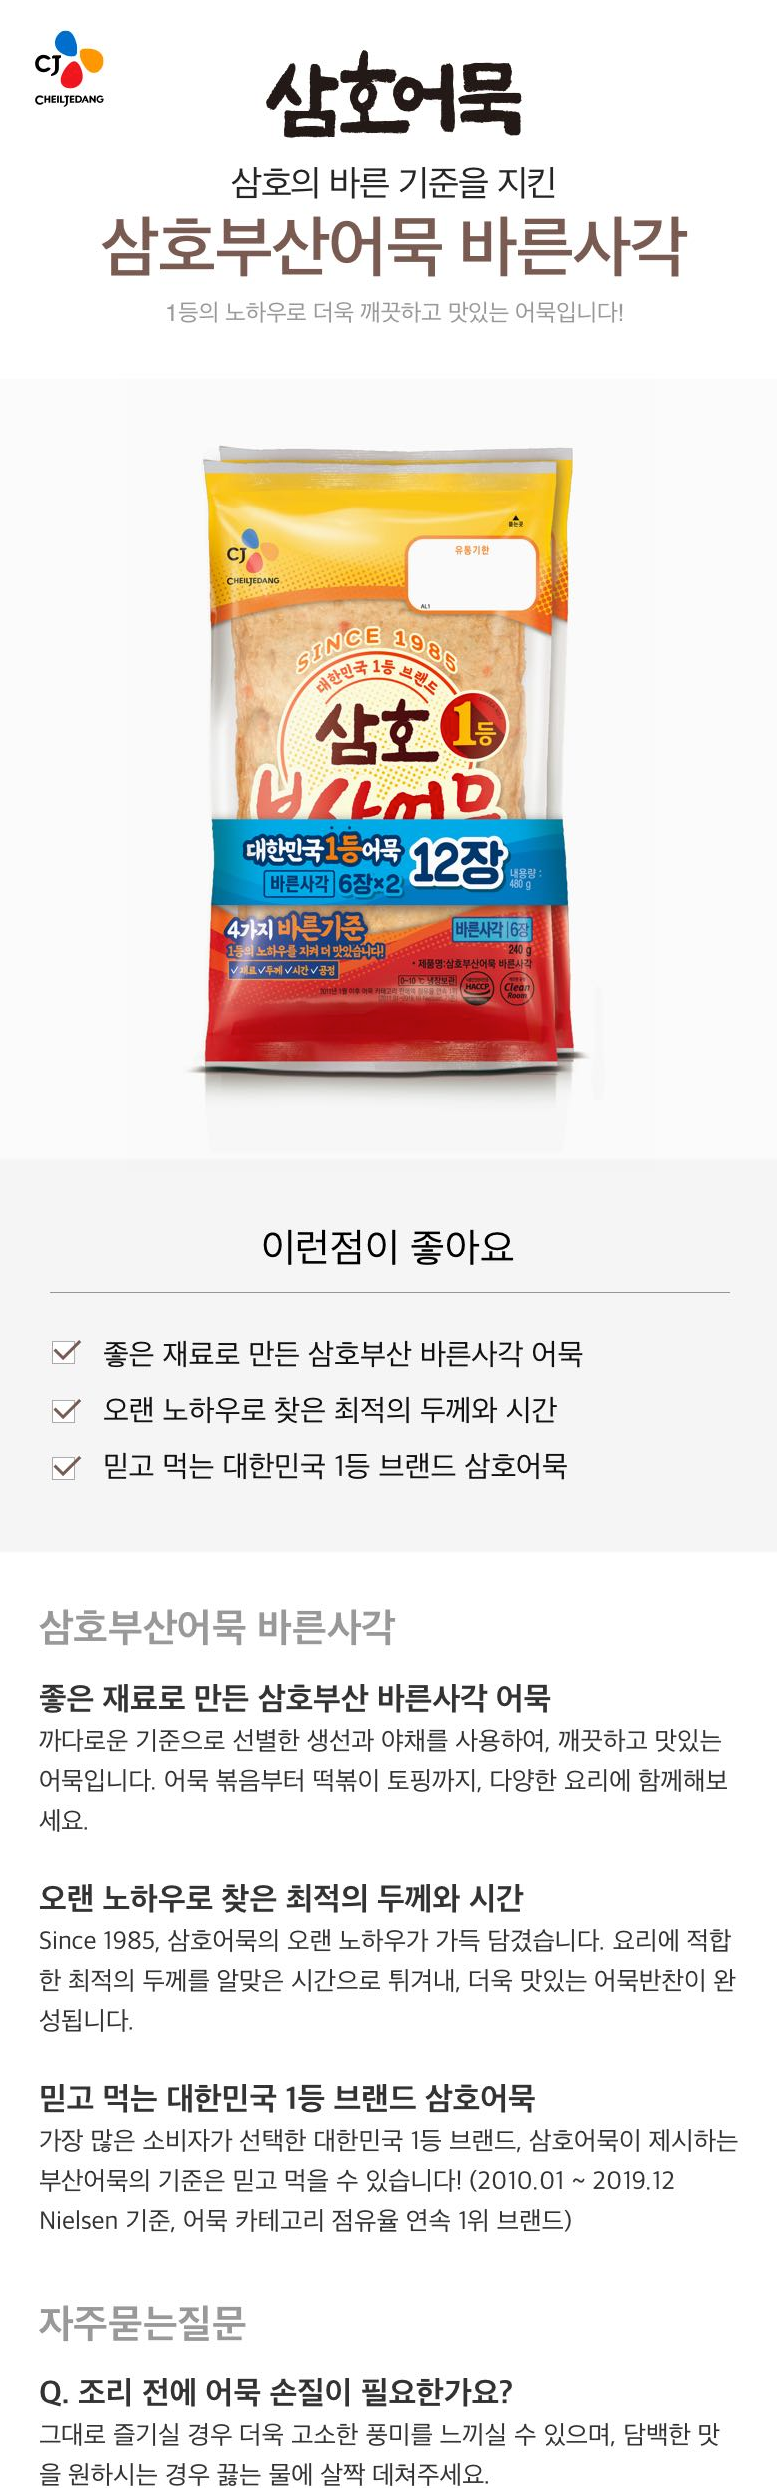 CJ
CHEILJEDANG
삼호어묵
삼호의 바른 기준을 지킨
삼호부산어묵 바른사각
1등의 노하우로 더욱 깨끗하고 맛있는 어묵입니다!
뜯는곳
유통기한
AL1
CJ
CHEILJEDANG
SINCE 1985
대한민국 1등 브랜드
삼호 1등
부산어묵
대한민국1등어묵 12장
바른사각 6장×2
내용량 :
480 g
4가지 바른기준
1등의 노하우를 지켜 더 맛있습니다!
✓재료 ✓두께 ✓시간 ✓공정
바른사각 6장
240 g
• 제품명:삼호부산어묵 바른사각
0~10 ℃ 냉장보관
HACCP
Clean
Room
이런점이 좋아요
좋은 재료로 만든 삼호부산 바른사각 어묵
오랜 노하우로 찾은 최적의 두께와 시간
믿고 먹는 대한민국 1등 브랜드 삼호어묵
삼호부산어묵 바른사각
좋은 재료로 만든 삼호부산 바른사각 어묵
까다로운 기준으로 선별한 생선과 야채를 사용하여, 깨끗하고 맛있는
어묵입니다. 어묵 볶음부터 떡볶이 토핑까지, 다양한 요리에 함께해보
세요.
오랜 노하우로 찾은 최적의 두께와 시간
Since 1985, 삼호어묵의 오랜 노하우가 가득 담겼습니다. 요리에 적합
한 최적의 두께를 알맞은 시간으로 튀겨내, 더욱 맛있는 어묵반찬이 완
성됩니다.
믿고 먹는 대한민국 1등 브랜드 삼호어묵
가장 많은 소비자가 선택한 대한민국 1등 브랜드, 삼호어묵이 제시하는
부산어묵의 기준은 믿고 먹을 수 있습니다! (2010.01 ~ 2019.12
Nielsen 기준, 어묵 카테고리 점유율 연속 1위 브랜드)
자주묻는질문
Q. 조리 전에 어묵 손질이 필요한가요?
그대로 즐기실 경우 더욱 고소한 풍미를 느끼실 수 있으며, 담백한 맛
을 원하시는 경우 끓는 물에 살짝 데쳐주세요.